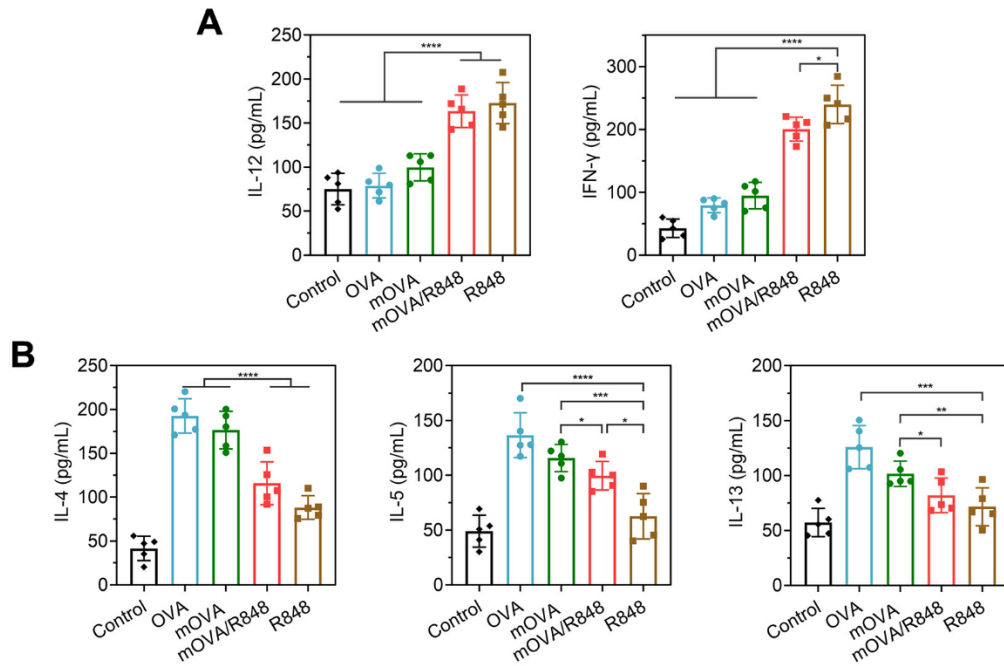 A
IL-12 (pg/mL)
250
200
150
100
50
0
****
Control
OVA
mOVA
mOVA/R848
R848
IFN-γ (pg/mL)
300
200
100
0
****
*
Control
OVA
mOVA
mOVA/R848
R848
B
IL-4 (pg/mL)
250
200
150
100
50
0
****
Control
OVA
mOVA
mOVA/R848
R848
IL-5 (pg/mL)
200
150
100
50
0
****
***
*
*
Control
OVA
mOVA
mOVA/R848
R848
IL-13 (pg/mL)
200
150
100
50
0
***
**
*
Control
OVA
mOVA
mOVA/R848
R848